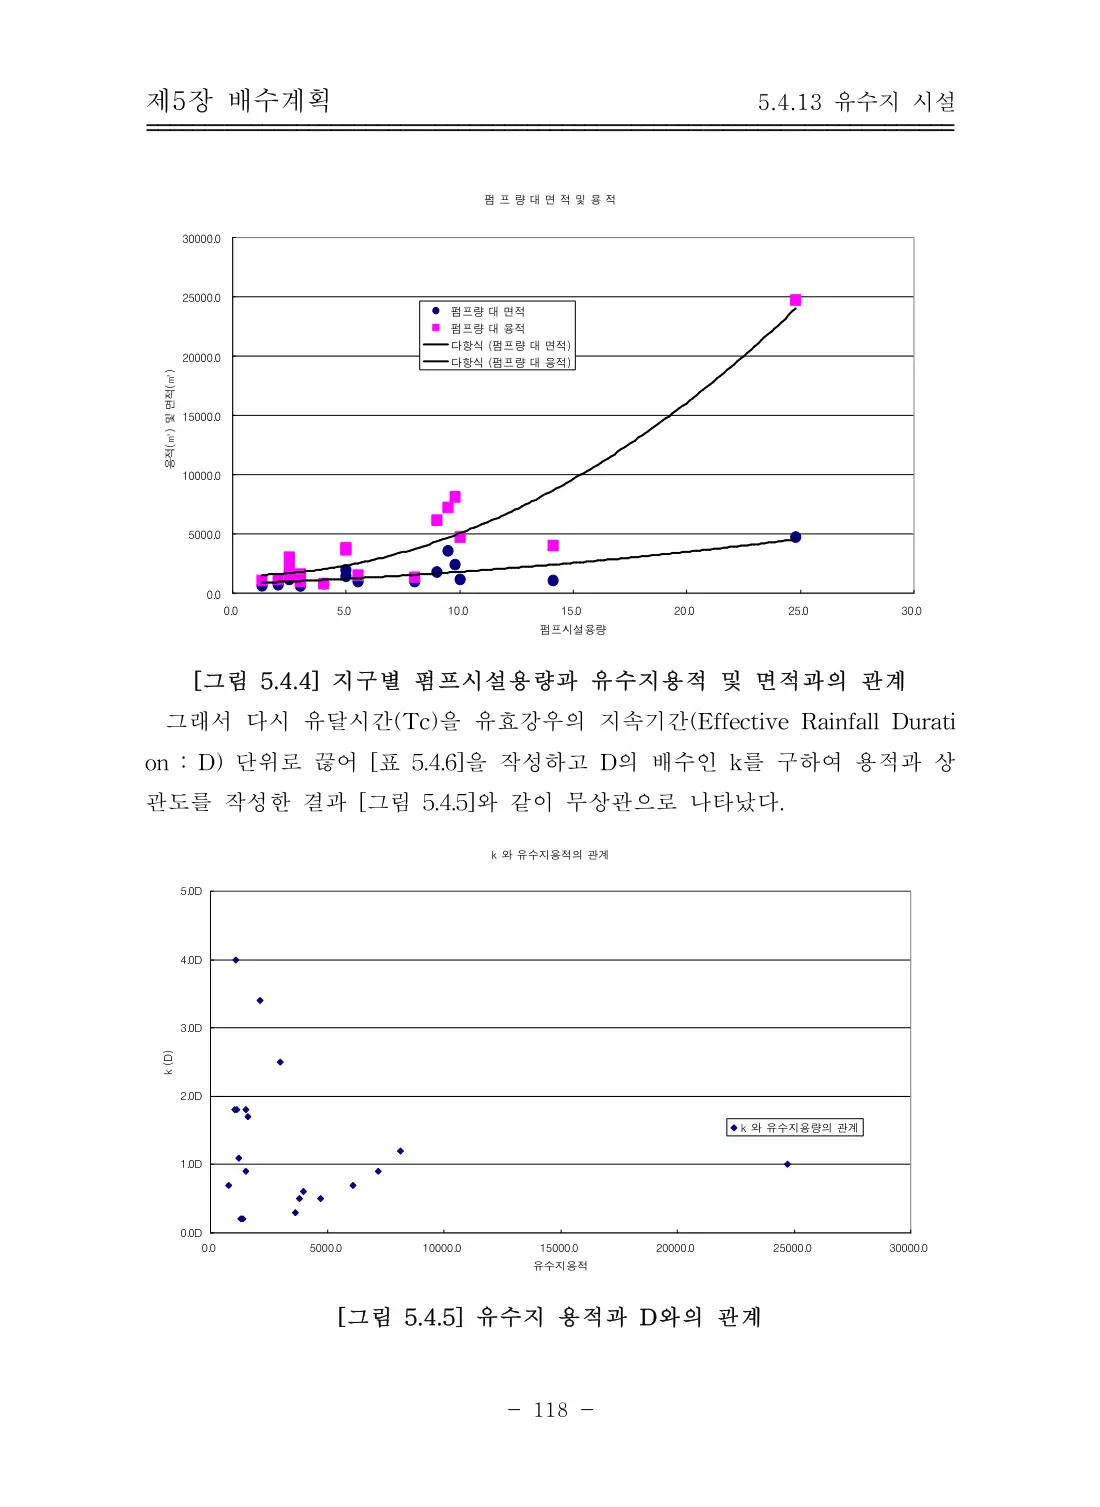 제5장 배수계획
5.4.13 유수지 시설
펌 프 량 대 면 적 및 용 적
30000.0
25000.0
20000.0
15000.0
10000.0
5000.0
0.0
용적(㎥) 및 면적(㎡)
펌프량 대 면적
펌프량 대 용적
다항식 (펌프량 대 면적)
다항식 (펌프량 대 용적)
0.0 5.0 10.0 15.0 20.0 25.0 30.0
펌프시설용량
[그림 5.4.4] 지구별 펌프시설용량과 유수지용적 및 면적과의 관계
그래서 다시 유달시간(Tc)을 유효강우의 지속기간(Effective Rainfall Durati
on : D) 단위로 끊어 [표 5.4.6]을 작성하고 D의 배수인 k를 구하여 용적과 상
관도를 작성한 결과 [그림 5.4.5]와 같이 무상관으로 나타났다.
k 와 유수지용적의 관계
5.0D
4.0D
3.0D
2.0D
1.0D
0.0D
k (D)
k 와 유수지용량의 관계
0.0 5000.0 10000.0 15000.0 20000.0 25000.0 30000.0
유수지용적
[그림 5.4.5] 유수지 용적과 D와의 관계
- 118 -